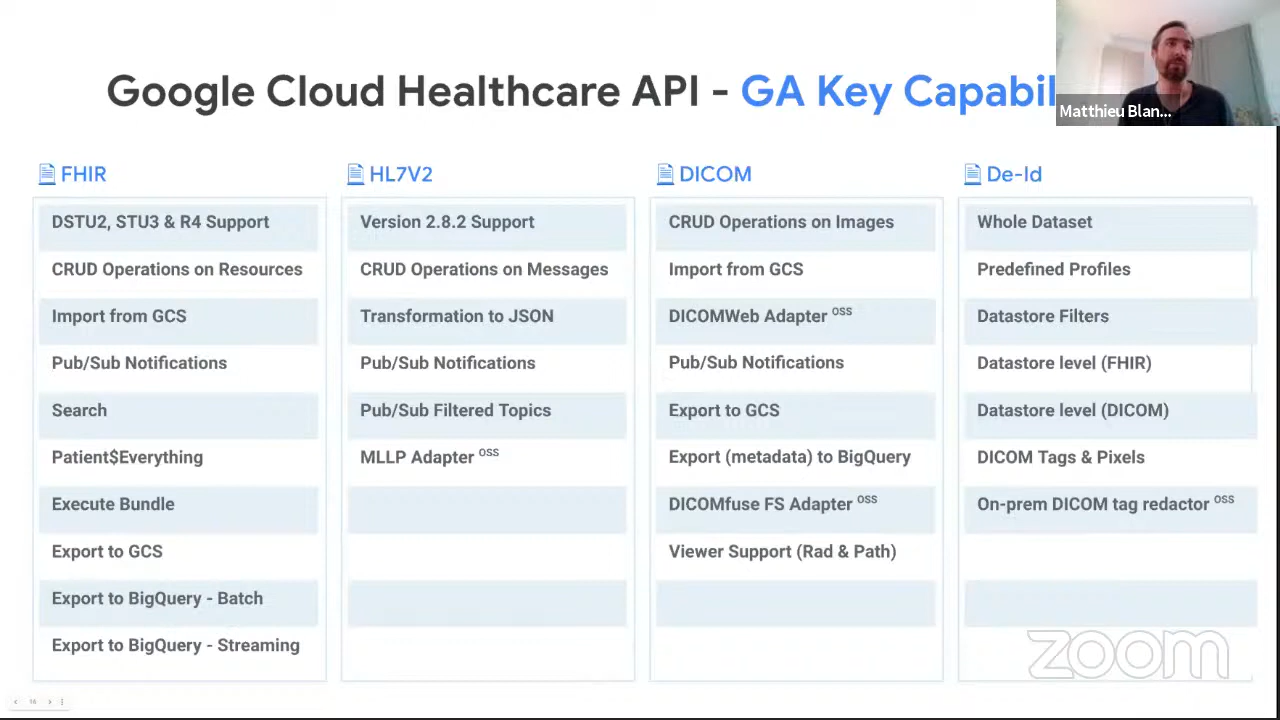 Google Cloud Healthcare API - GA Key Capabil
Matthieu Blan...
FHIR
DSTU2, STU3 & R4 Support
CRUD Operations on Resources
Import from GCS
Pub/Sub Notifications
Search
Patient$Everything
Execute Bundle
Export to GCS
Export to BigQuery - Batch
Export to BigQuery - Streaming
HL7V2
Version 2.8.2 Support
CRUD Operations on Messages
Transformation to JSON
Pub/Sub Notifications
Pub/Sub Filtered Topics
MLLP Adapter OSS
DICOM
CRUD Operations on Images
Import from GCS
DICOMWeb Adapter OSS
Pub/Sub Notifications
Export to GCS
Export (metadata) to BigQuery
DICOMfuse FS Adapter OSS
Viewer Support (Rad & Path)
De-Id
Whole Dataset
Predefined Profiles
Datastore Filters
Datastore level (FHIR)
Datastore level (DICOM)
DICOM Tags & Pixels
On-prem DICOM tag redactor OSS
zoom
16